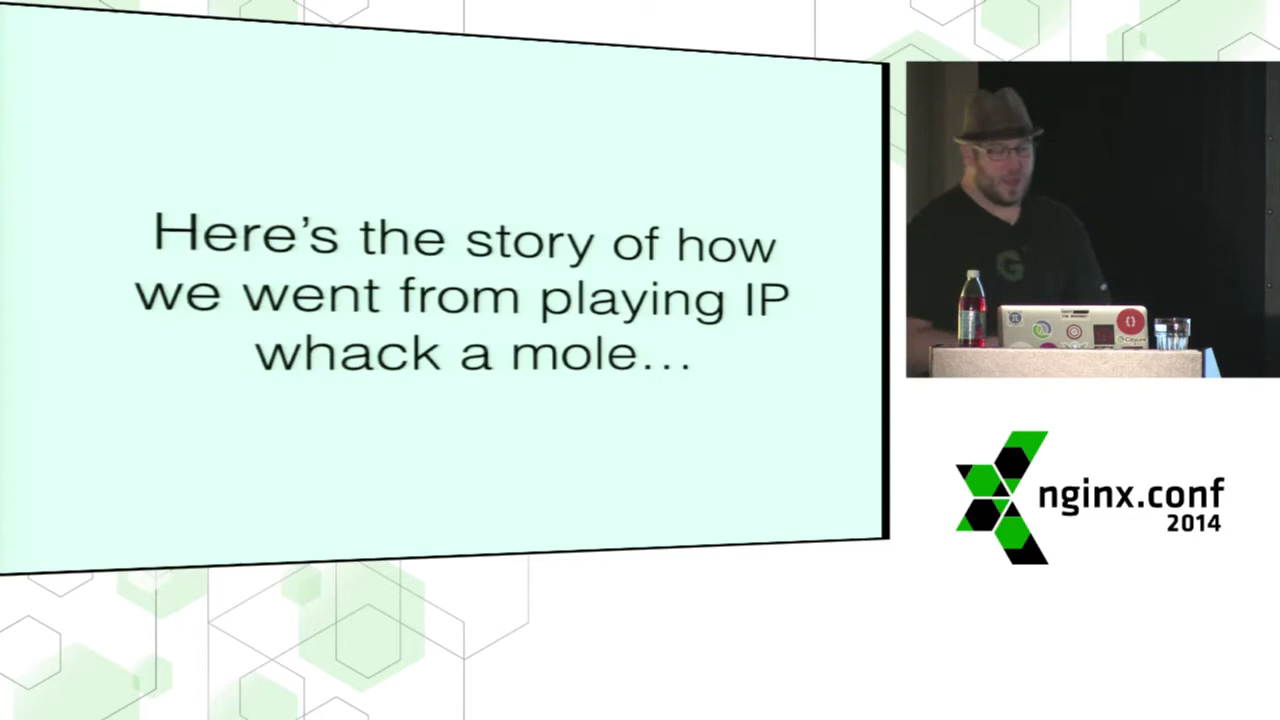 Here's the story of how
we went from playing IP
whack a mole...
G
{}
nginx.conf
2014